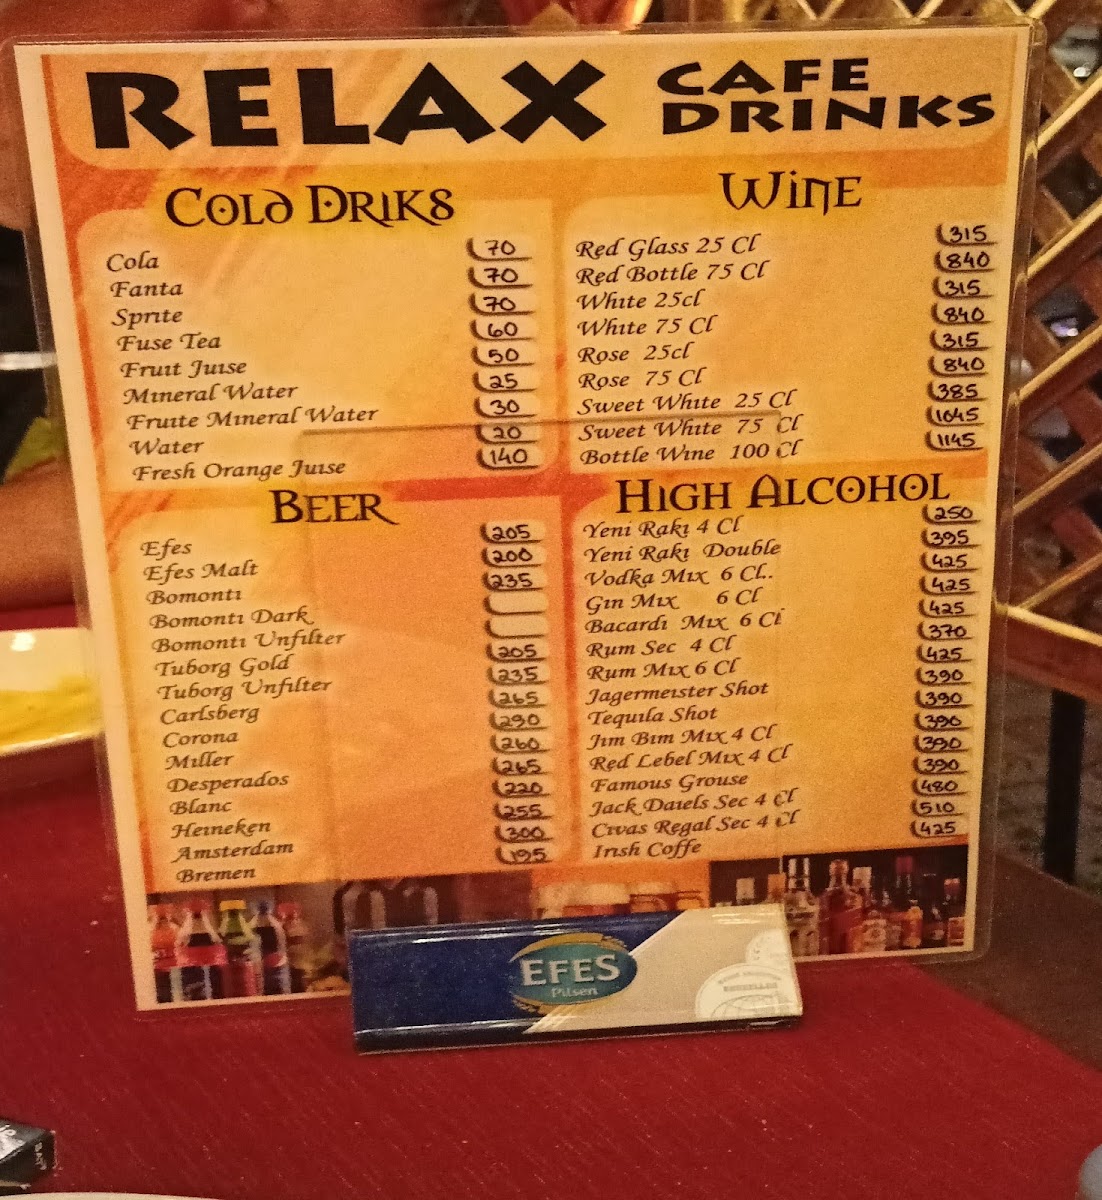 RELAX CAFE DRINKS
COLD DRIKS
Cola 70
Fanta 70
Sprite 70
Fuse Tea 60
Fruit Juise 50
Mineral Water 25
Fruite Mineral Water 30
Water 20
Fresh Orange Juise 140
BEER
Efes 205
Efes Malt 200
Bomontı 235
Bomontı Dark
Bomontı Unfilter
Tuborg Gold 205
Tuborg Unfilter 235
Carlsberg 265
Corona 290
Miller 260
Desperados 265
Blanc 220
Heineken 255
Amsterdam 300
Bremen 195
WINE
Red Glass 25 Cl 315
Red Bottle 75 Cl 840
White 25cl 315
White 75 Cl 840
Rose 25cl 315
Rose 75 Cl 840
Sweet White 25 Cl 385
Sweet White 75 Cl 1045
Bottle Wine 100 Cl 1145
HIGH ALCOHOL
Yeni Rakı 4 Cl 250
Yeni Rakı Double 395
Vodka Mix 6 CL. 425
Gin Mix 6 Cl 425
Bacardi Mix 6 Cl 425
Rum Sec 4 Cl 370
Rum Mix 6 Cl 425
Jagermeister Shot 390
Tequila Shot 390
Jim Bim Mix 4 Cl 390
Red Lebel Mix 4 Cl 390
Famous Grouse 390
Jack Daiels Sec 4 Cl 480
Civas Regal Sec 4 Cl 510
Irish Coffe 425
EFES
Pilsen